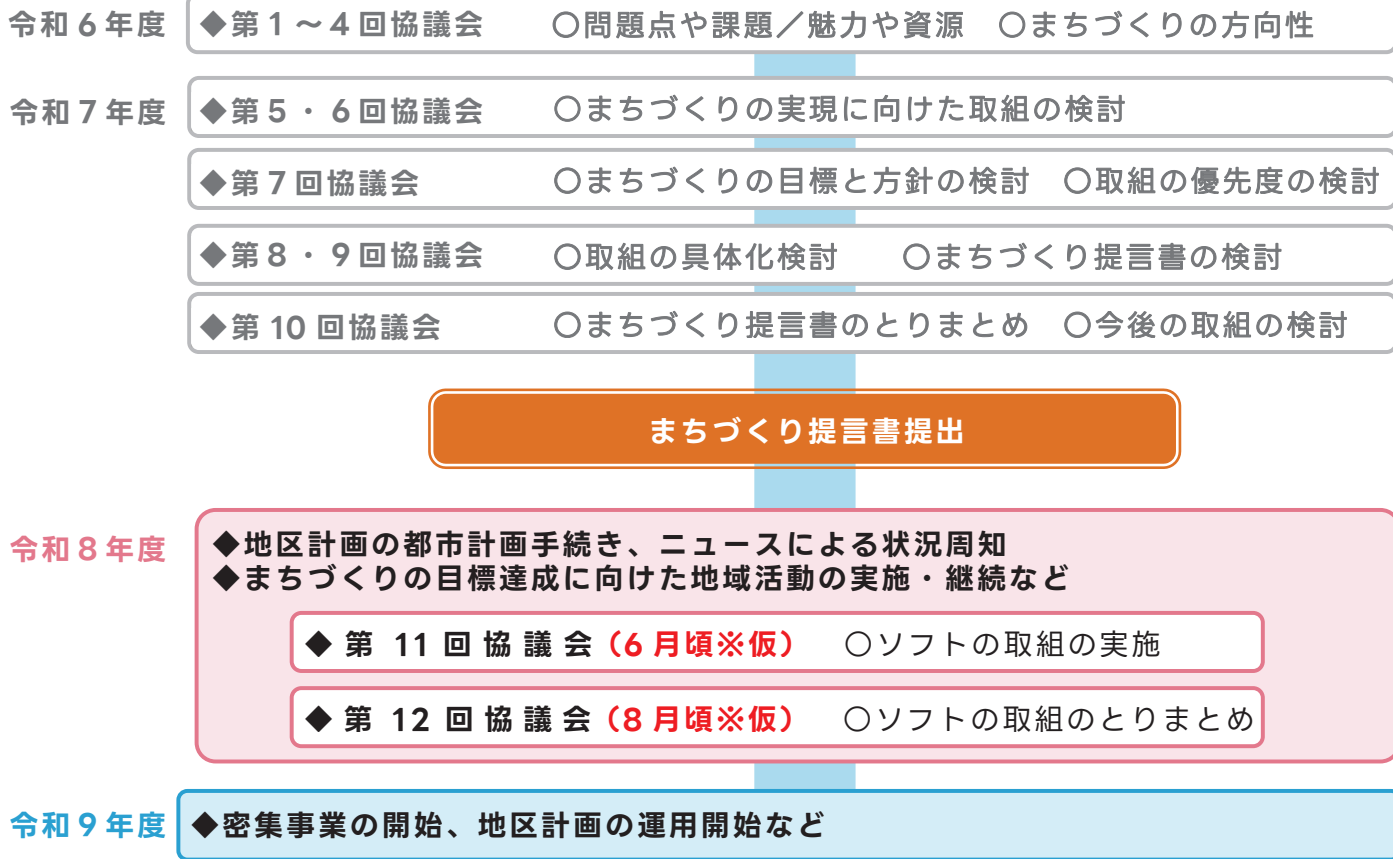 令和6年度 ◆第1～4回協議会 〇問題点や課題／魅力や資源 〇まちづくりの方向性
令和7年度 ◆第5・6回協議会 〇まちづくりの実現に向けた取組の検討
◆第7回協議会 〇まちづくりの目標と方針の検討 〇取組の優先度の検討
◆第8・9回協議会 〇取組の具体化検討 〇まちづくり提言書の検討
◆第10回協議会 〇まちづくり提言書のとりまとめ 〇今後の取組の検討
まちづくり提言書提出
令和8年度 ◆地区計画の都市計画手続き、ニュースによる状況周知
◆まちづくりの目標達成に向けた地域活動の実施・継続など
◆第11回協議会（6月頃※仮） 〇ソフトの取組の実施
◆第12回協議会（8月頃※仮） 〇ソフトの取組のとりまとめ
令和9年度 ◆密集事業の開始、地区計画の運用開始など